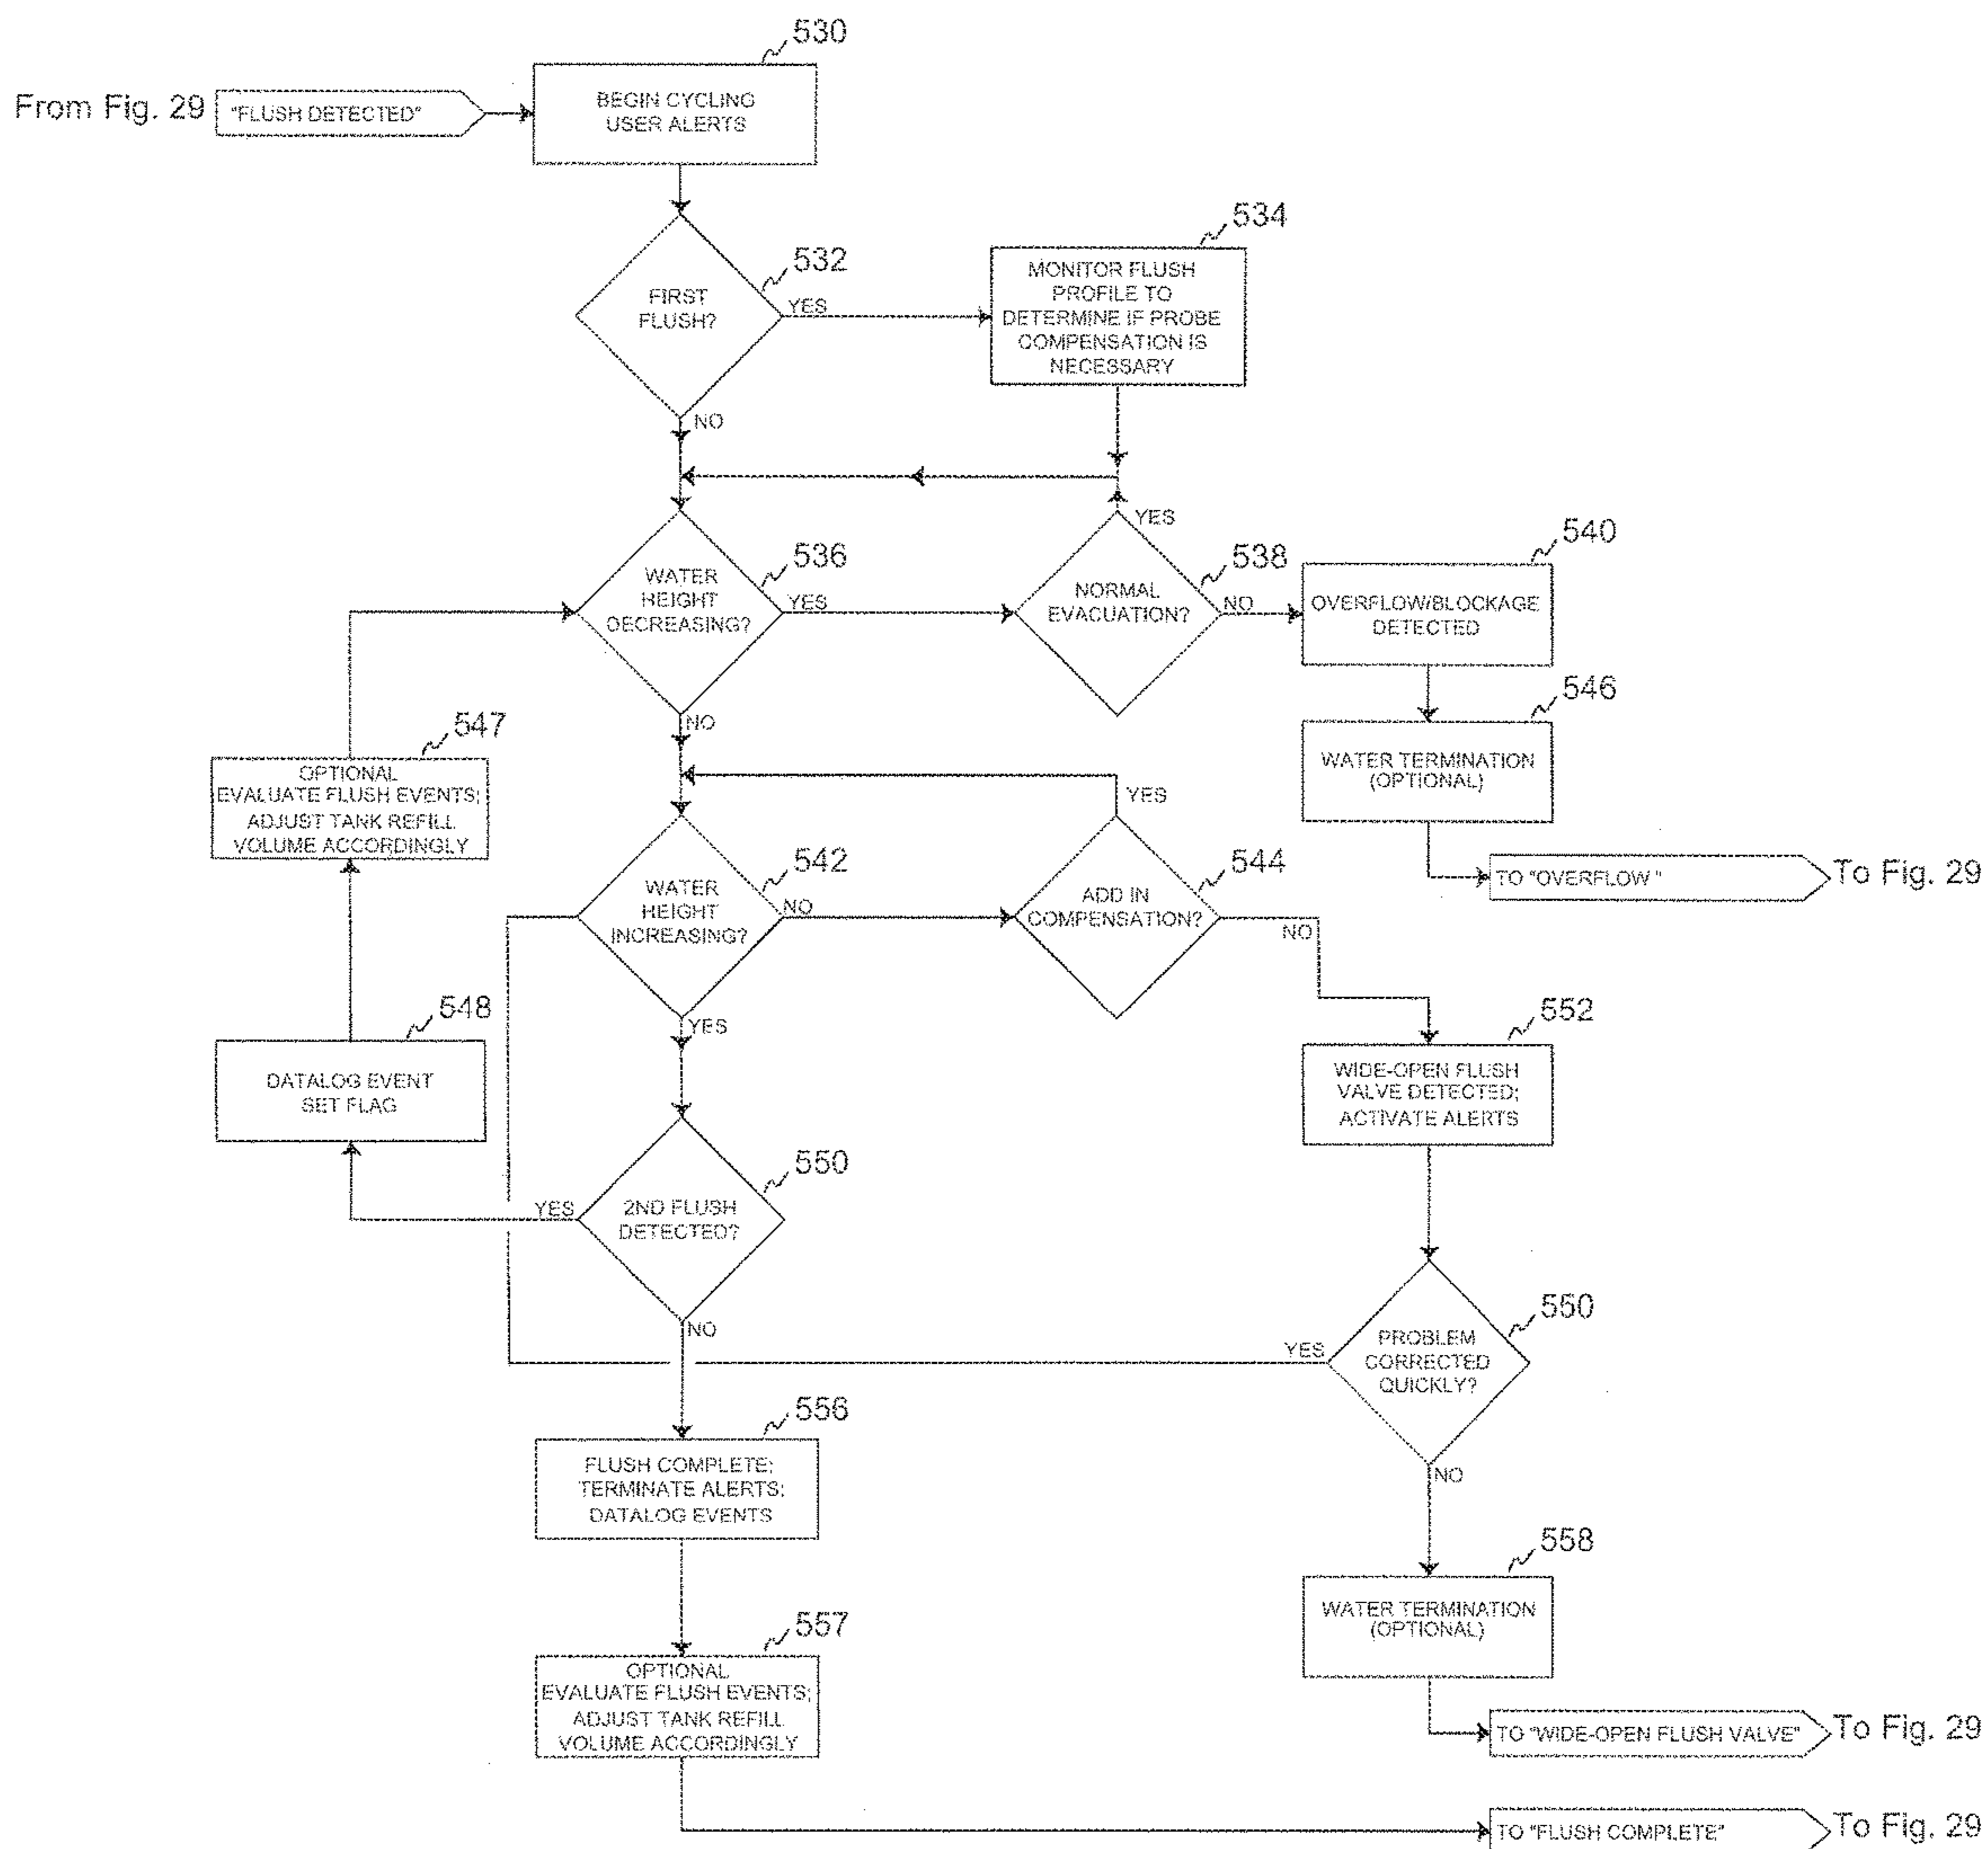 530
From Fig. 29
"FLUSH DETECTED"
BEGIN CYCLING
USER ALERTS
532
FIRST
FLUSH?
YES
NO
534
MONITOR FLUSH
PROFILE TO
DETERMINE IF PROBE
COMPENSATION IS
NECESSARY
536
WATER
HEIGHT
DECREASING?
YES
NO
538
NORMAL
EVACUATION?
YES
NO
540
OVERFLOW/BLOCKAGE
DETECTED
546
WATER TERMINATION
(OPTIONAL)
TO "OVERFLOW "
To Fig. 29
547
OPTIONAL
EVALUATE FLUSH EVENTS;
ADJUST TANK REFILL
VOLUME ACCORDINGLY
542
WATER
HEIGHT
INCREASING?
NO
YES
544
ADD IN
COMPENSATION?
YES
NO
548
DATALOG EVENT
SET FLAG
552
WIDE-OPEN FLUSH
VALVE DETECTED;
ACTIVATE ALERTS
550
2ND FLUSH
DETECTED?
YES
NO
550
PROBLEM
CORRECTED
QUICKLY?
YES
NO
556
FLUSH COMPLETE;
TERMINATE ALERTS;
DATALOG EVENTS
558
WATER TERMINATION
(OPTIONAL)
557
OPTIONAL
EVALUATE FLUSH EVENTS;
ADJUST TANK REFILL
VOLUME ACCORDINGLY
TO "WIDE-OPEN FLUSH VALVE"
To Fig. 29
TO "FLUSH COMPLETE"
To Fig. 29